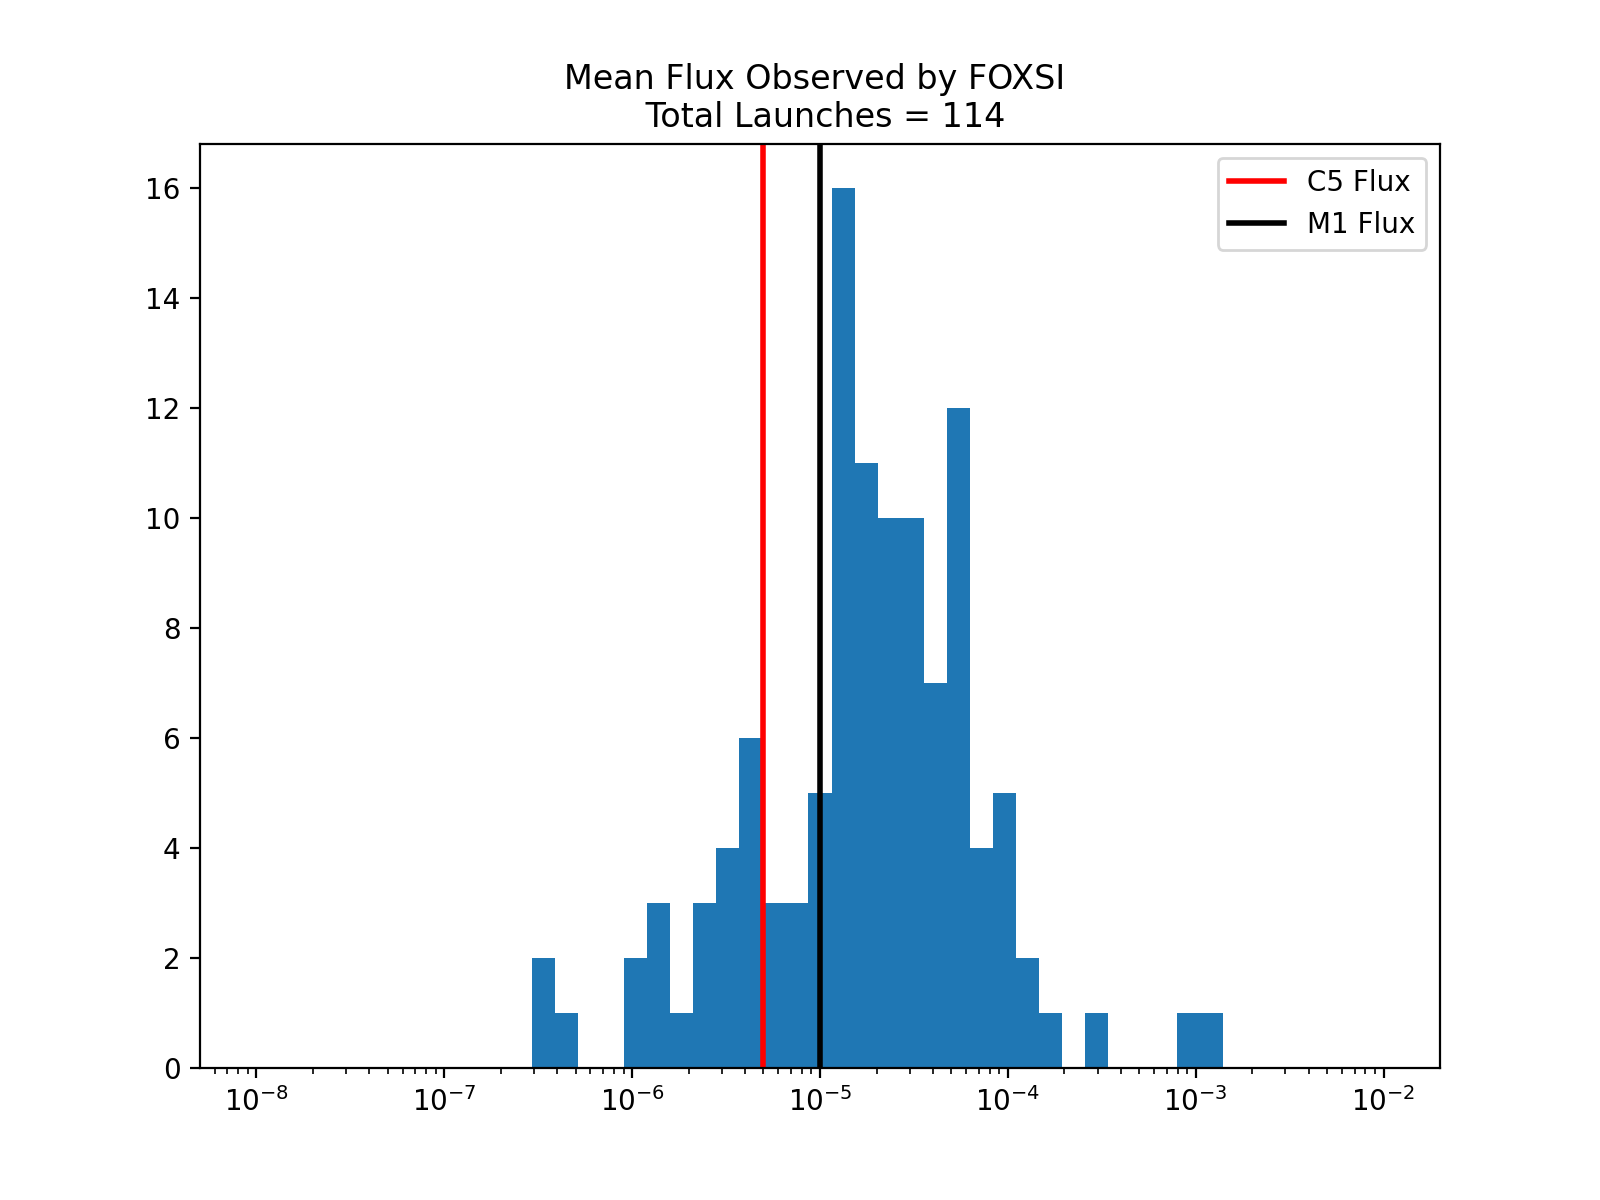 Mean Flux Observed by FOXSI
Total Launches = 114
C5 Flux
M1 Flux
16
14
12
10
8
6
4
2
0
10⁻⁸ 10⁻⁷ 10⁻⁶ 10⁻⁵ 10⁻⁴ 10⁻³ 10⁻²